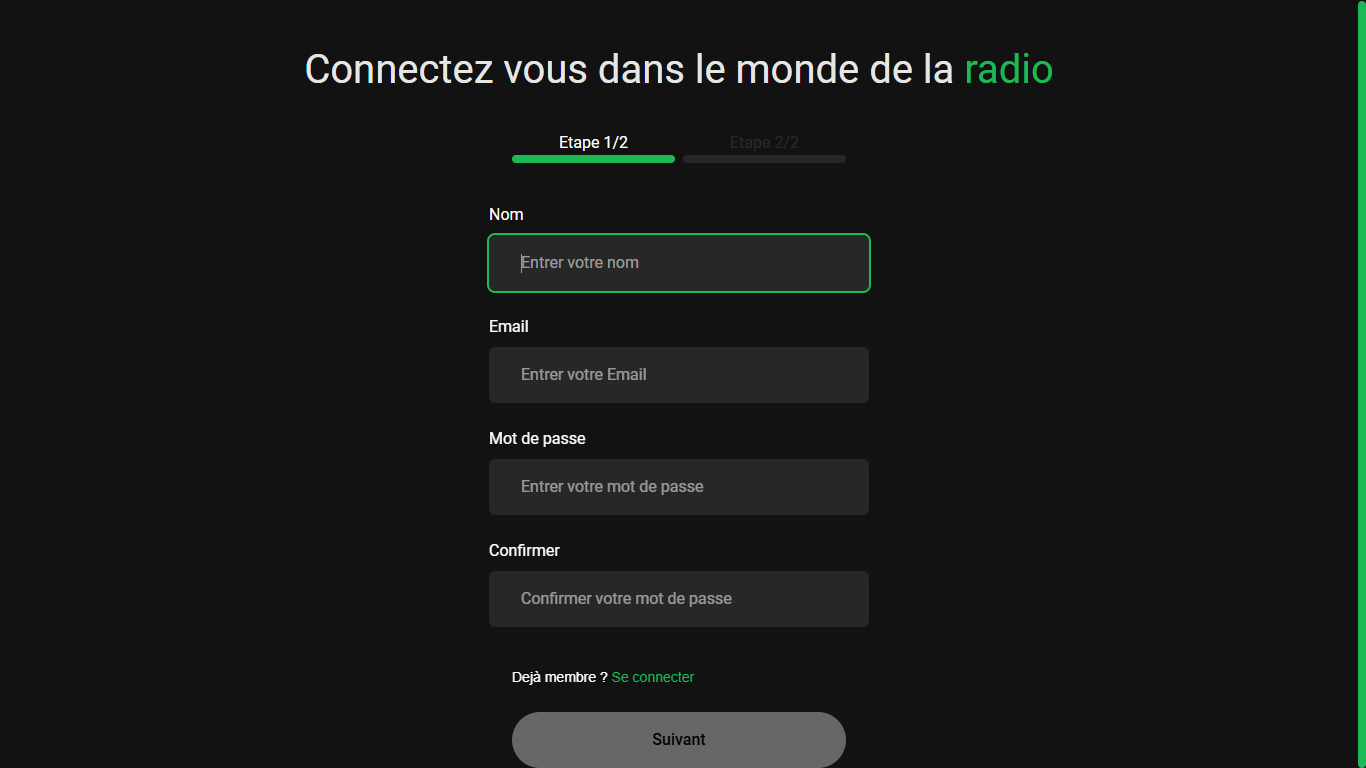 Connectez vous dans le monde de la radio
Etape 1/2 Etape 2/2
Nom
Entrer votre nom
Email
Entrer votre Email
Mot de passe
Entrer votre mot de passe
Confirmer
Confirmer votre mot de passe
Dejà membre ? Se connecter
Suivant